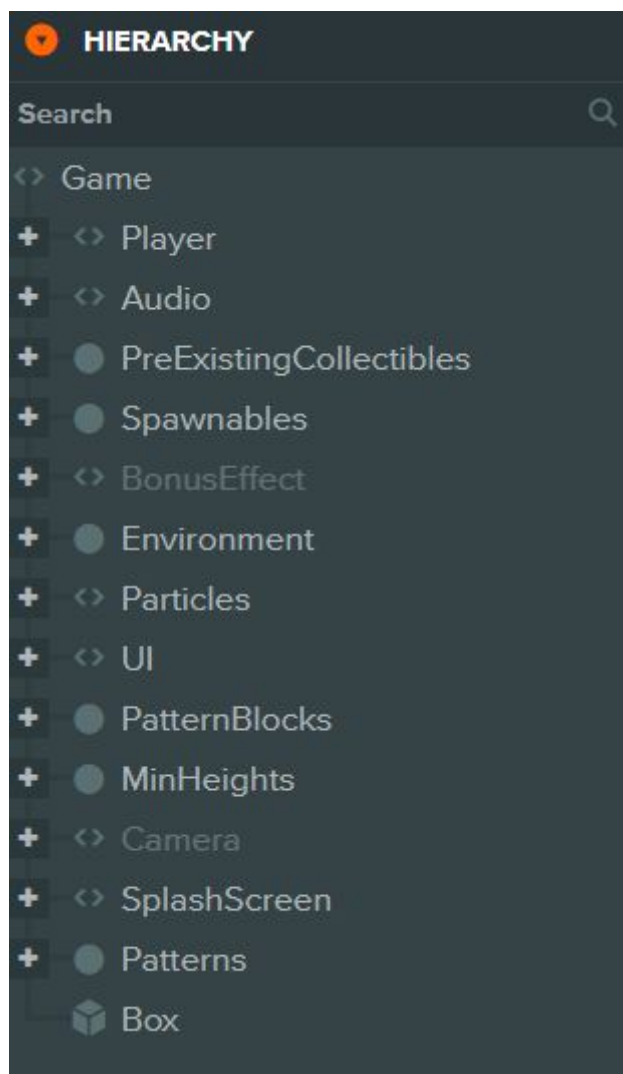 HIERARCHY
Search
Game
Player
Audio
PreExistingCollectibles
Spawnables
BonusEffect
Environment
Particles
UI
PatternBlocks
MinHeights
Camera
SplashScreen
Patterns
Box